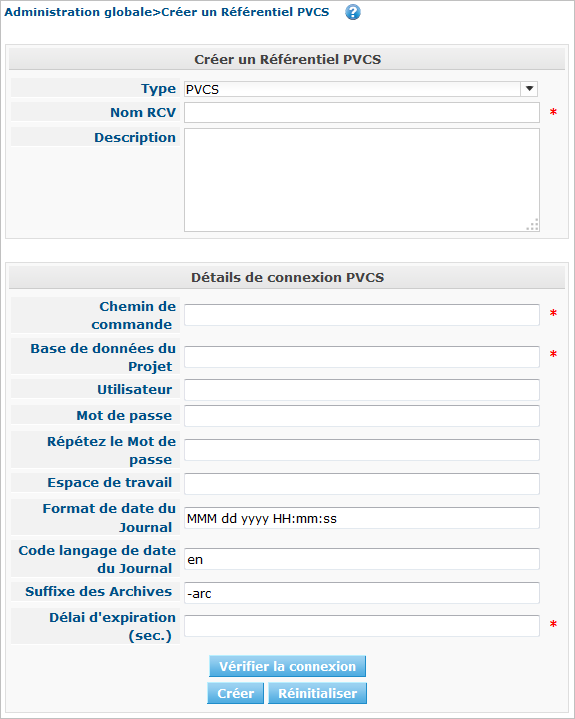 Administration globale>Créer un Référentiel PVCS ?
Créer un Référentiel PVCS
Type PVCS
Nom RCV *
Description
Détails de connexion PVCS
Chemin de
commande *
Base de données du
Projet *
Utilisateur
Mot de passe
Répétez le Mot de
passe
Espace de travail
Format de date du
Journal MMM dd yyyy HH:mm:ss
Code langage de date
du Journal en
Suffixe des Archives -arc
Délai d'expiration
(sec.) *
Vérifier la connexion
Créer Réinitialiser